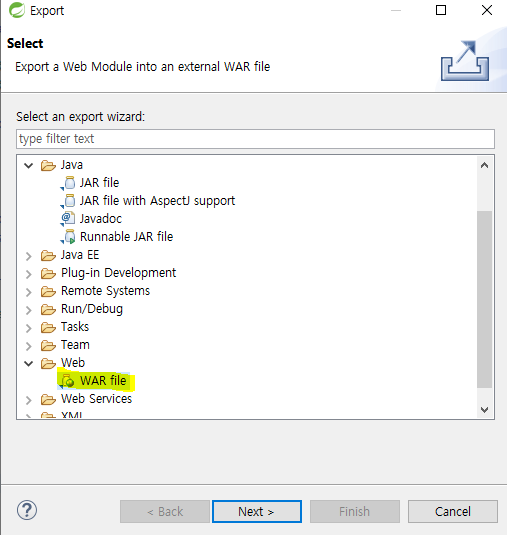 Export
Select
Export a Web Module into an external WAR file
Select an export wizard:
type filter text
Java
JAR file
JAR file with AspectJ support
Javadoc
Runnable JAR file
Java EE
Plug-in Development
Remote Systems
Run/Debug
Tasks
Team
Web
WAR file
Web Services
XML
?
< Back
Next >
Finish
Cancel